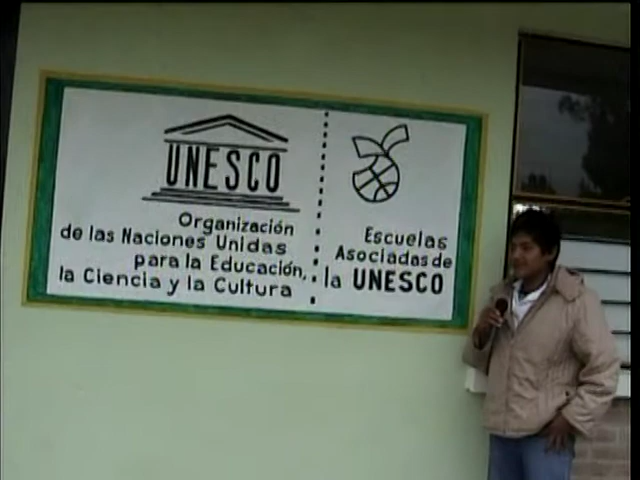 UNESCO
Organización
de las Naciones Unidas
para la Educación,
la Ciencia y la Cultura
Escuelas
Asociadas de
la UNESCO